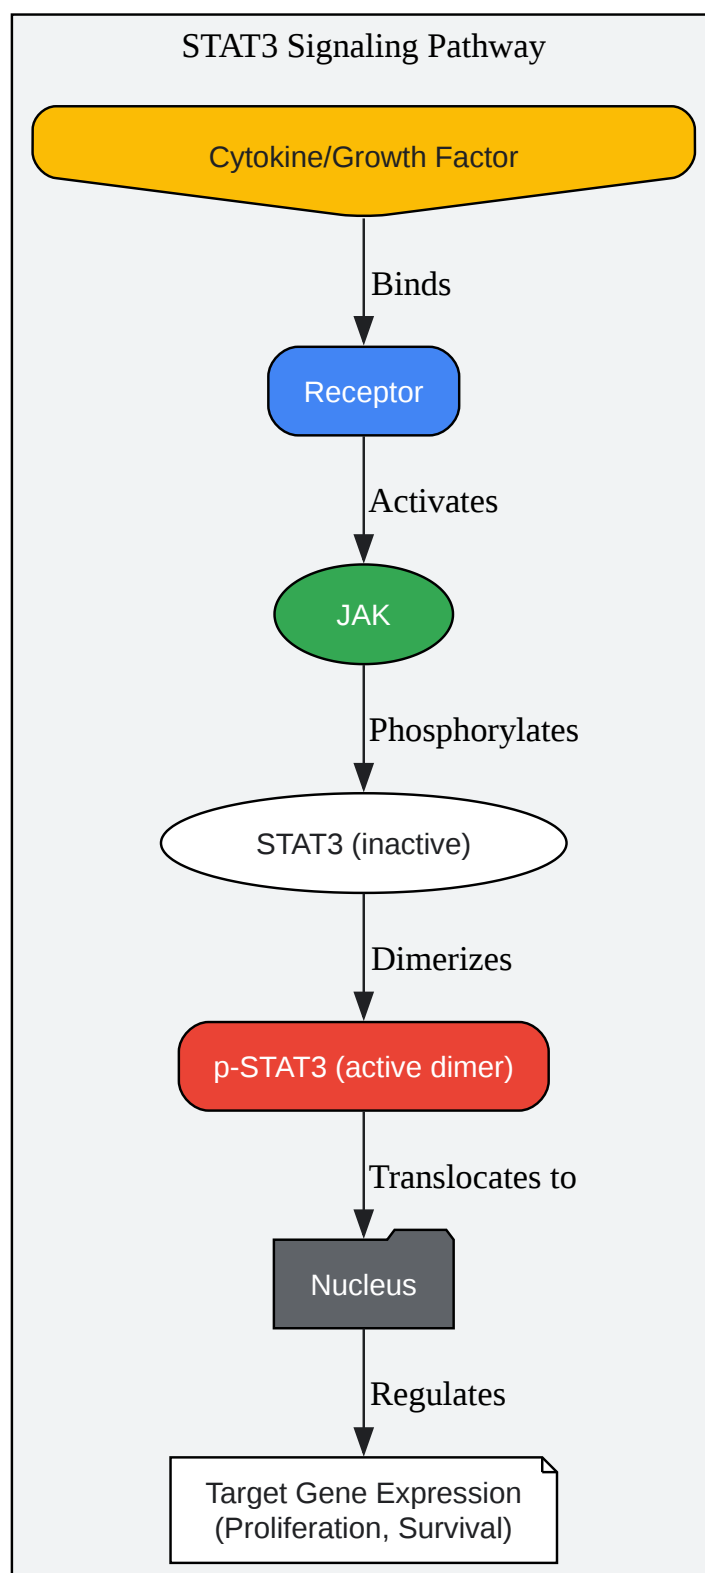 STAT3 Signaling Pathway
Cytokine/Growth Factor
Binds
Receptor
Activates
JAK
Phosphorylates
STAT3 (inactive)
Dimerizes
p-STAT3 (active dimer)
Translocates to
Nucleus
Regulates
Target Gene Expression
(Proliferation, Survival)